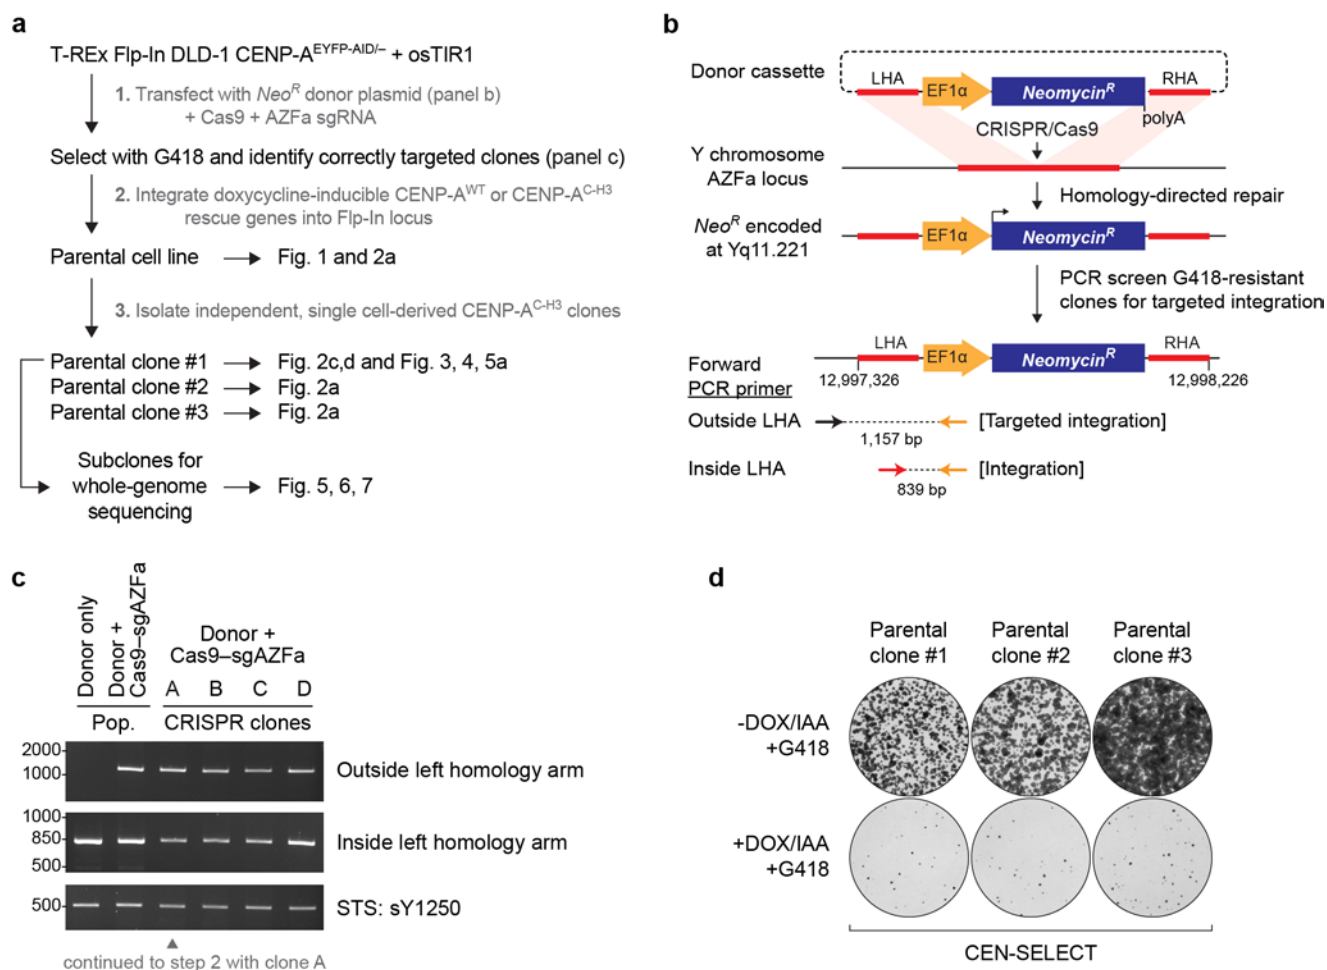 a
T-REx Flp-In DLD-1 CENP-A^EYFP-AID/– + osTIR1
1. Transfect with Neo^R donor plasmid (panel b)
+ Cas9 + AZFa sgRNA
Select with G418 and identify correctly targeted clones (panel c)
2. Integrate doxycycline-inducible CENP-A^WT or CENP-A^C-H3
rescue genes into Flp-In locus
Parental cell line
Fig. 1 and 2a
3. Isolate independent, single cell-derived CENP-A^C-H3 clones
Parental clone #1
Fig. 2c,d and Fig. 3, 4, 5a
Parental clone #2
Fig. 2a
Parental clone #3
Fig. 2a
Subclones for
whole-genome
sequencing
Fig. 5, 6, 7
b
Donor cassette
LHA
EF1α
Neomycin^R
RHA
polyA
CRISPR/Cas9
Y chromosome
AZFa locus
Homology-directed repair
Neo^R encoded
at Yq11.221
EF1α
Neomycin^R
PCR screen G418-resistant
clones for targeted integration
LHA
EF1α
Neomycin^R
RHA
12,997,326
12,998,226
Forward
PCR primer
Outside LHA
1,157 bp
[Targeted integration]
Inside LHA
839 bp
[Integration]
c
Donor only
Donor +
Cas9–sgAZFa
Donor +
Cas9–sgAZFa
A B C D
Pop.
CRISPR clones
2000
1000
Outside left homology arm
1000
850
500
Inside left homology arm
500
STS: sY1250
continued to step 2 with clone A
d
Parental
clone #1
Parental
clone #2
Parental
clone #3
-DOX/IAA
+G418
+DOX/IAA
+G418
CEN-SELECT